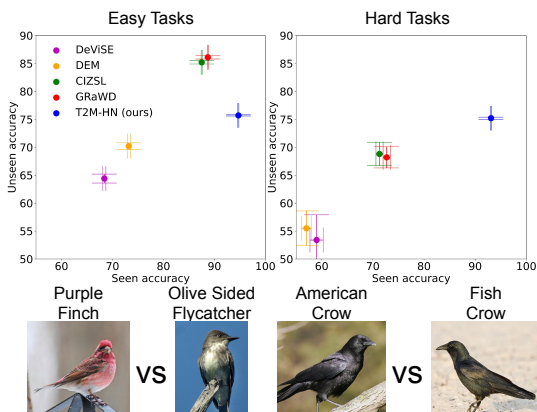 Easy Tasks
Hard Tasks
90
85
80
75
70
65
60
55
50
Unseen accuracy
DeViSE
DEM
CIZSL
GRaWD
T2M-HN (ours)
60 70 80 90 100
Seen accuracy
90
85
80
75
70
65
60
55
50
Unseen accuracy
60 70 80 90 100
Seen accuracy
Purple
Finch
VS
Olive Sided
Flycatcher
American
Crow
VS
Fish
Crow